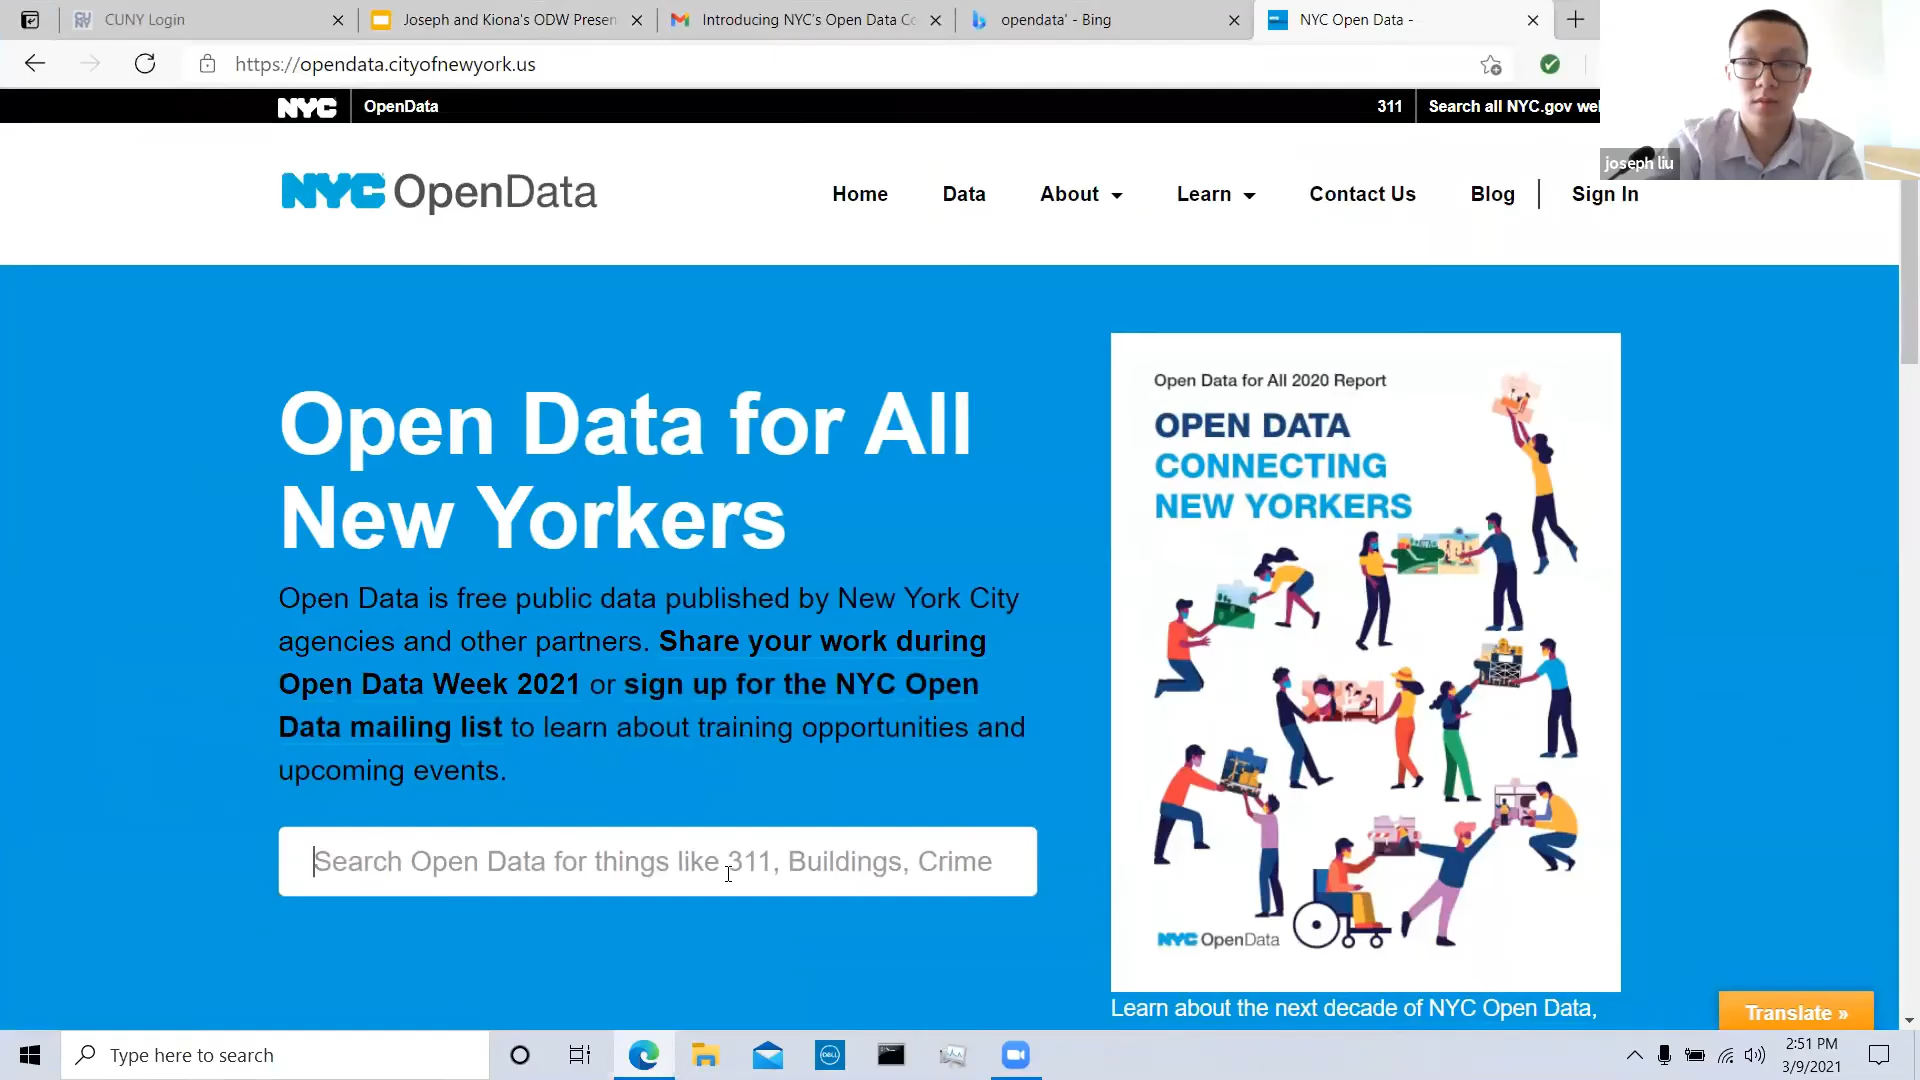 CUNY Login
Joseph and Kiona's ODW Presen
Introducing NYC's Open Data Co
opendata' - Bing
NYC Open Data -
https://opendata.cityofnewyork.us
NYC OpenData
311
Search all NYC.gov we
joseph liu
NYC OpenData
Home
Data
About
Learn
Contact Us
Blog
Sign In
Open Data for All
New Yorkers
Open Data is free public data published by New York City
agencies and other partners. Share your work during
Open Data Week 2021 or sign up for the NYC Open
Data mailing list to learn about training opportunities and
upcoming events.
Search Open Data for things like 311, Buildings, Crime
Open Data for All 2020 Report
OPEN DATA
CONNECTING
NEW YORKERS
NYC OpenData
Learn about the next decade of NYC Open Data,
Translate »
Type here to search
DELL
2:51 PM
3/9/2021